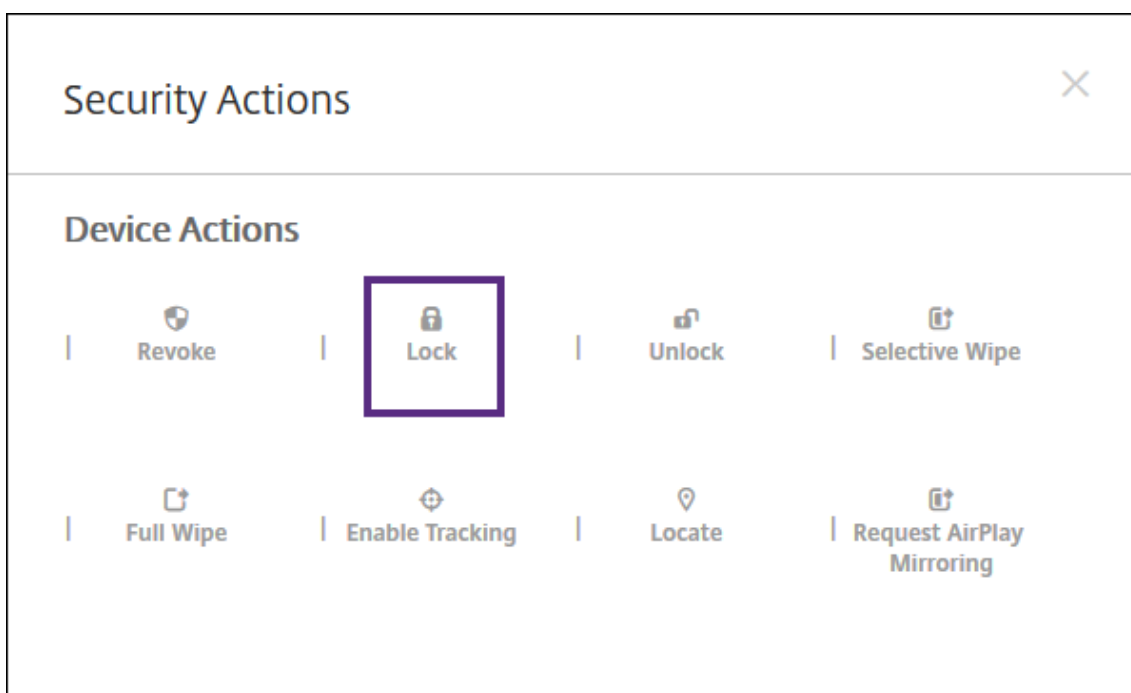 Security Actions
Device Actions
Revoke
Lock
Unlock
Selective Wipe
Full Wipe
Enable Tracking
Locate
Request AirPlay
Mirroring